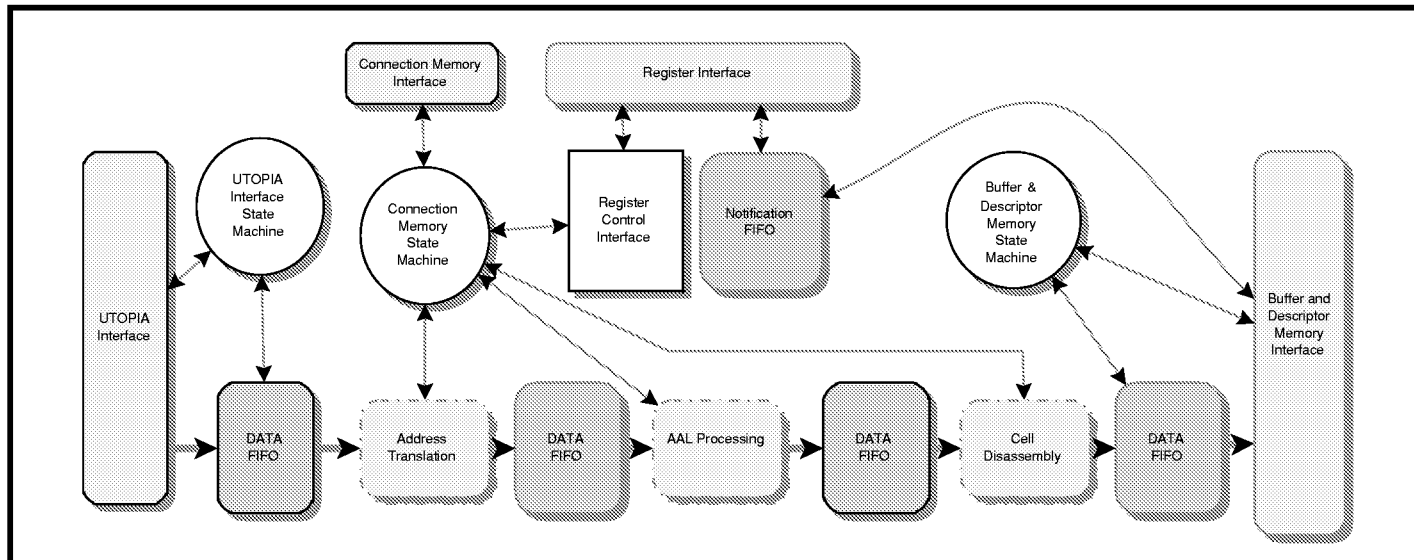 Connection Memory
Interface
Register Interface
UTOPIA
Interface
State
Machine
Connection
Memory
State
Machine
Register
Control
Interface
Notification
FIFO
Buffer &
Descriptor
Memory
State
Machine
UTOPIA
Interface
Buffer and
Descriptor
Memory
Interface
DATA
FIFO
Address
Translation
DATA
FIFO
AAL Processing
DATA
FIFO
Cell
Disassembly
DATA
FIFO